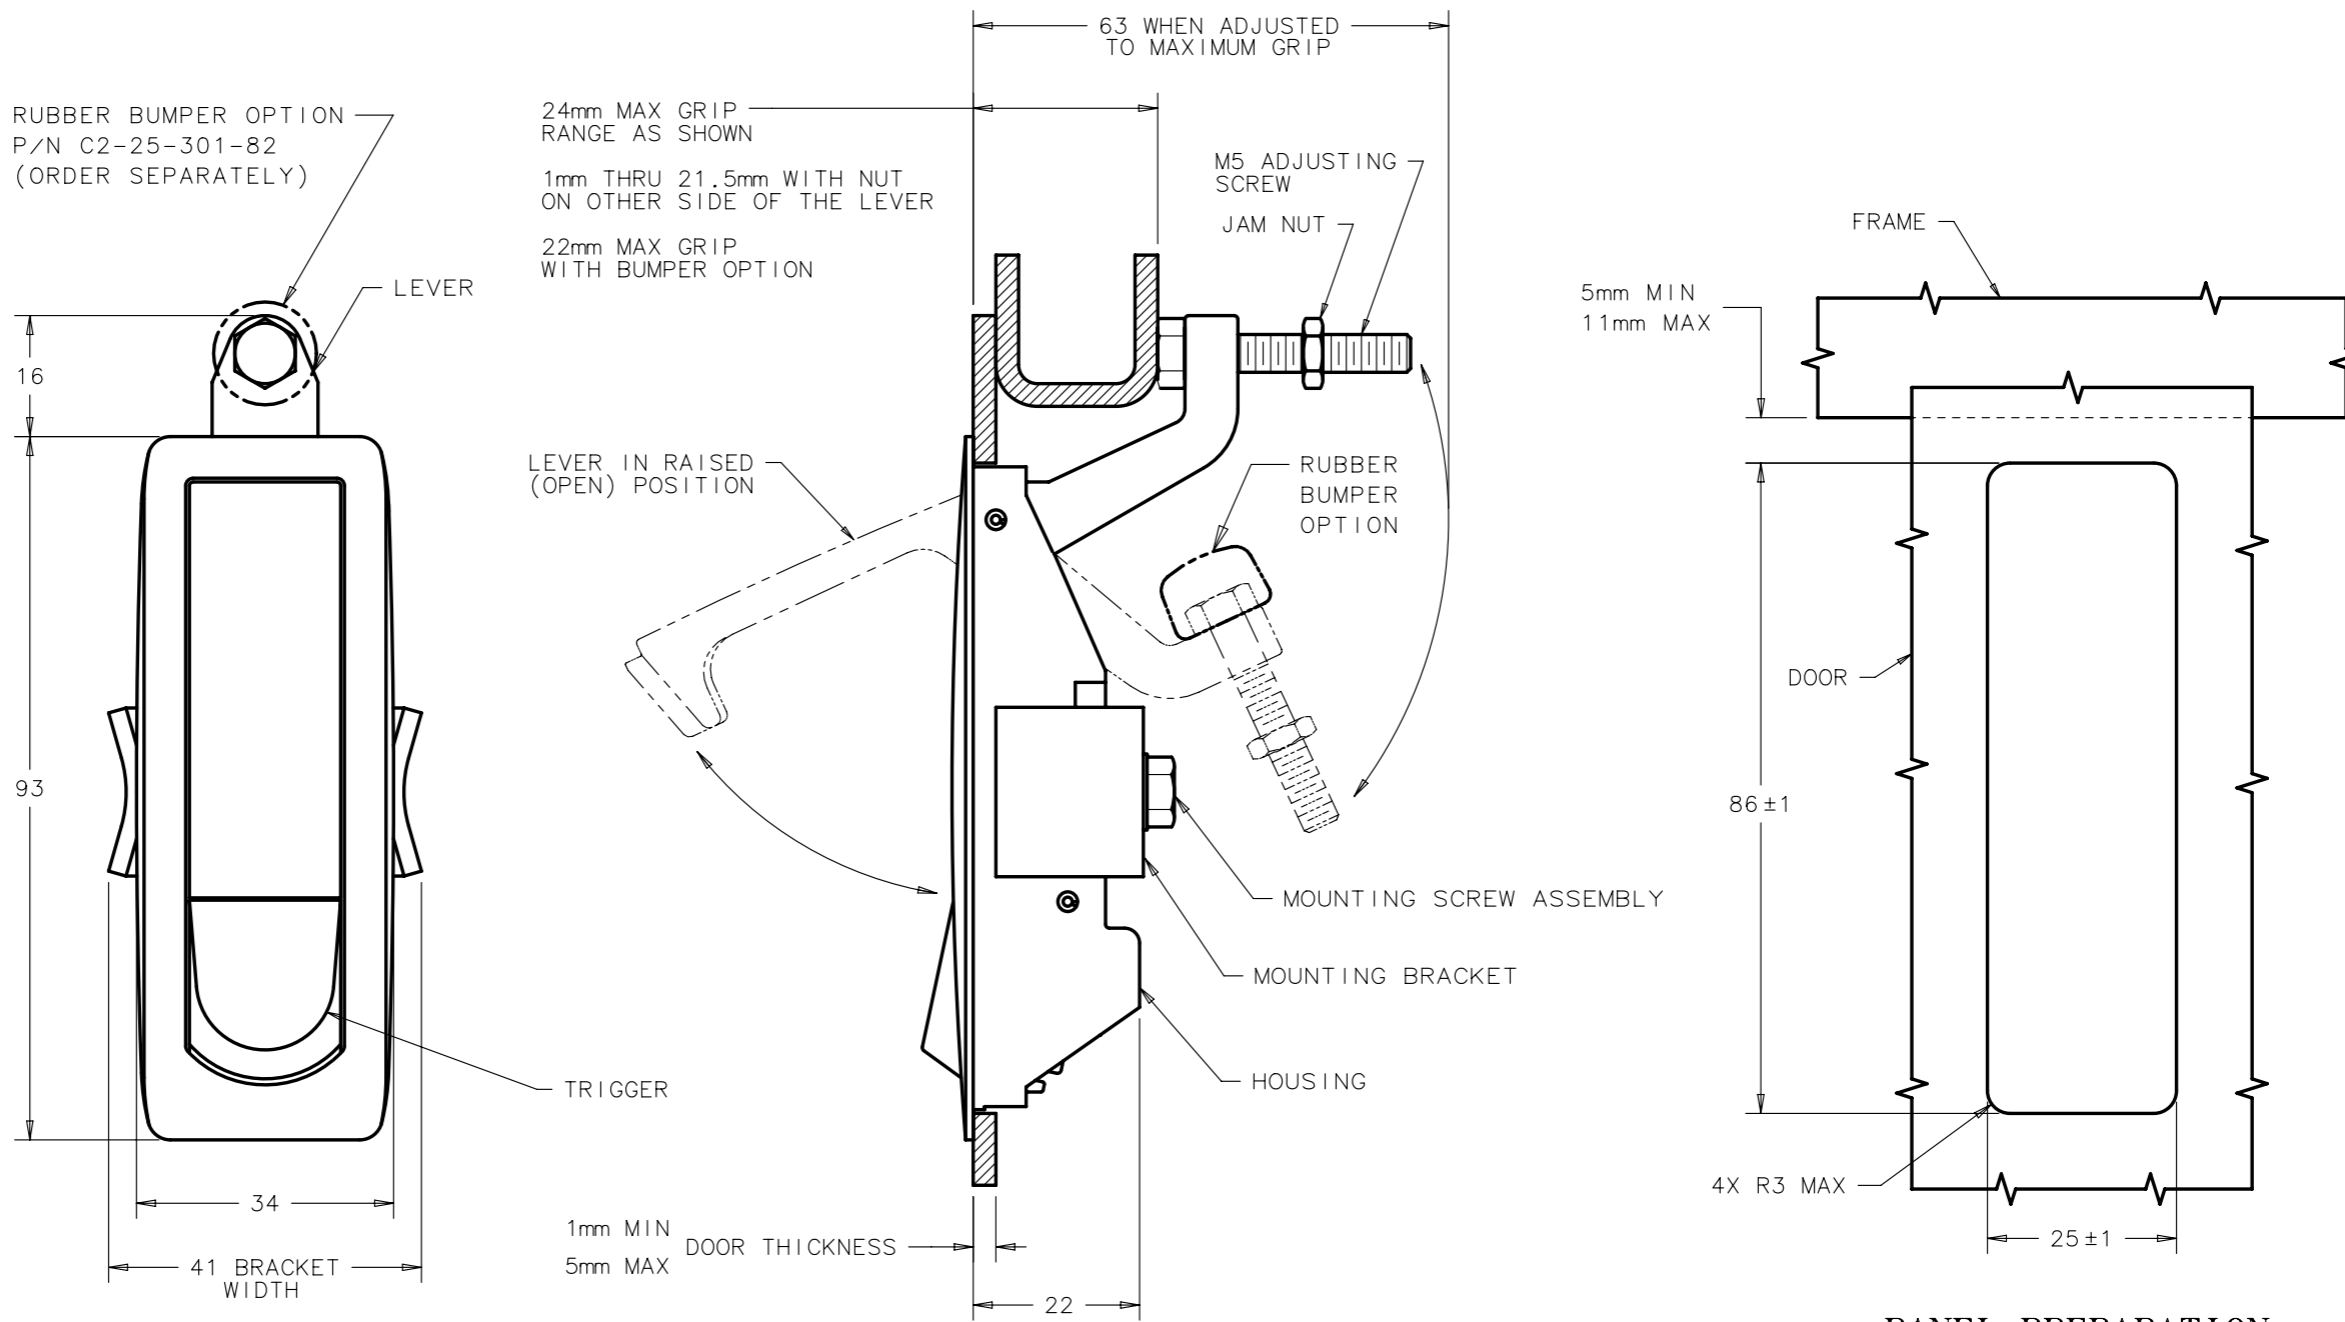 63 WHEN ADJUSTED
TO MAXIMUM GRIP
RUBBER BUMPER OPTION
P/N C2-25-301-82
(ORDER SEPARATELY)
24mm MAX GRIP
RANGE AS SHOWN
1mm THRU 21.5mm WITH NUT
ON OTHER SIDE OF THE LEVER
22mm MAX GRIP
WITH BUMPER OPTION
M5 ADJUSTING
SCREW
JAM NUT
FRAME
LEVER
5mm MIN
11mm MAX
16
LEVER IN RAISED
(OPEN) POSITION
RUBBER
BUMPER
OPTION
DOOR
93
86±1
MOUNTING SCREW ASSEMBLY
MOUNTING BRACKET
HOUSING
TRIGGER
4X R3 MAX
34
25±1
1mm MIN
5mm MAX
DOOR THICKNESS
41 BRACKET
WIDTH
22
PANEL PREPARATION